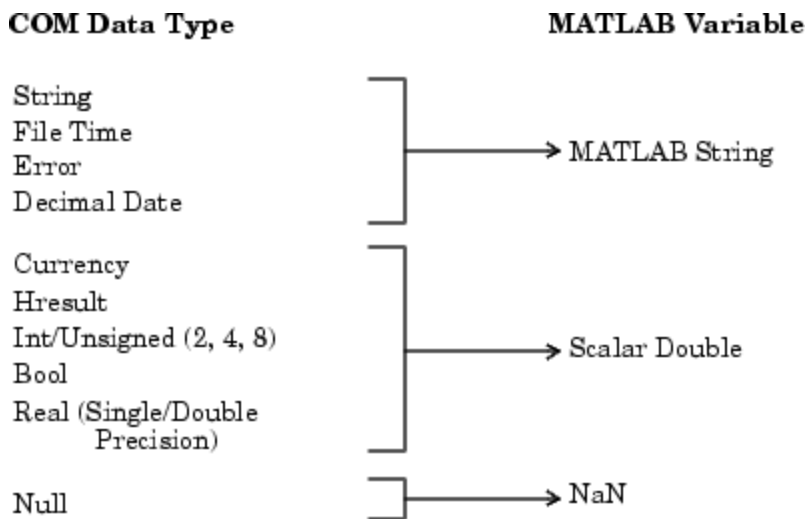 COM Data Type
MATLAB Variable
String
File Time
Error
Decimal Date
MATLAB String
Currency
Hresult
Int/Unsigned (2, 4, 8)
Bool
Real (Single/Double
Precision)
Scalar Double
Null
NaN